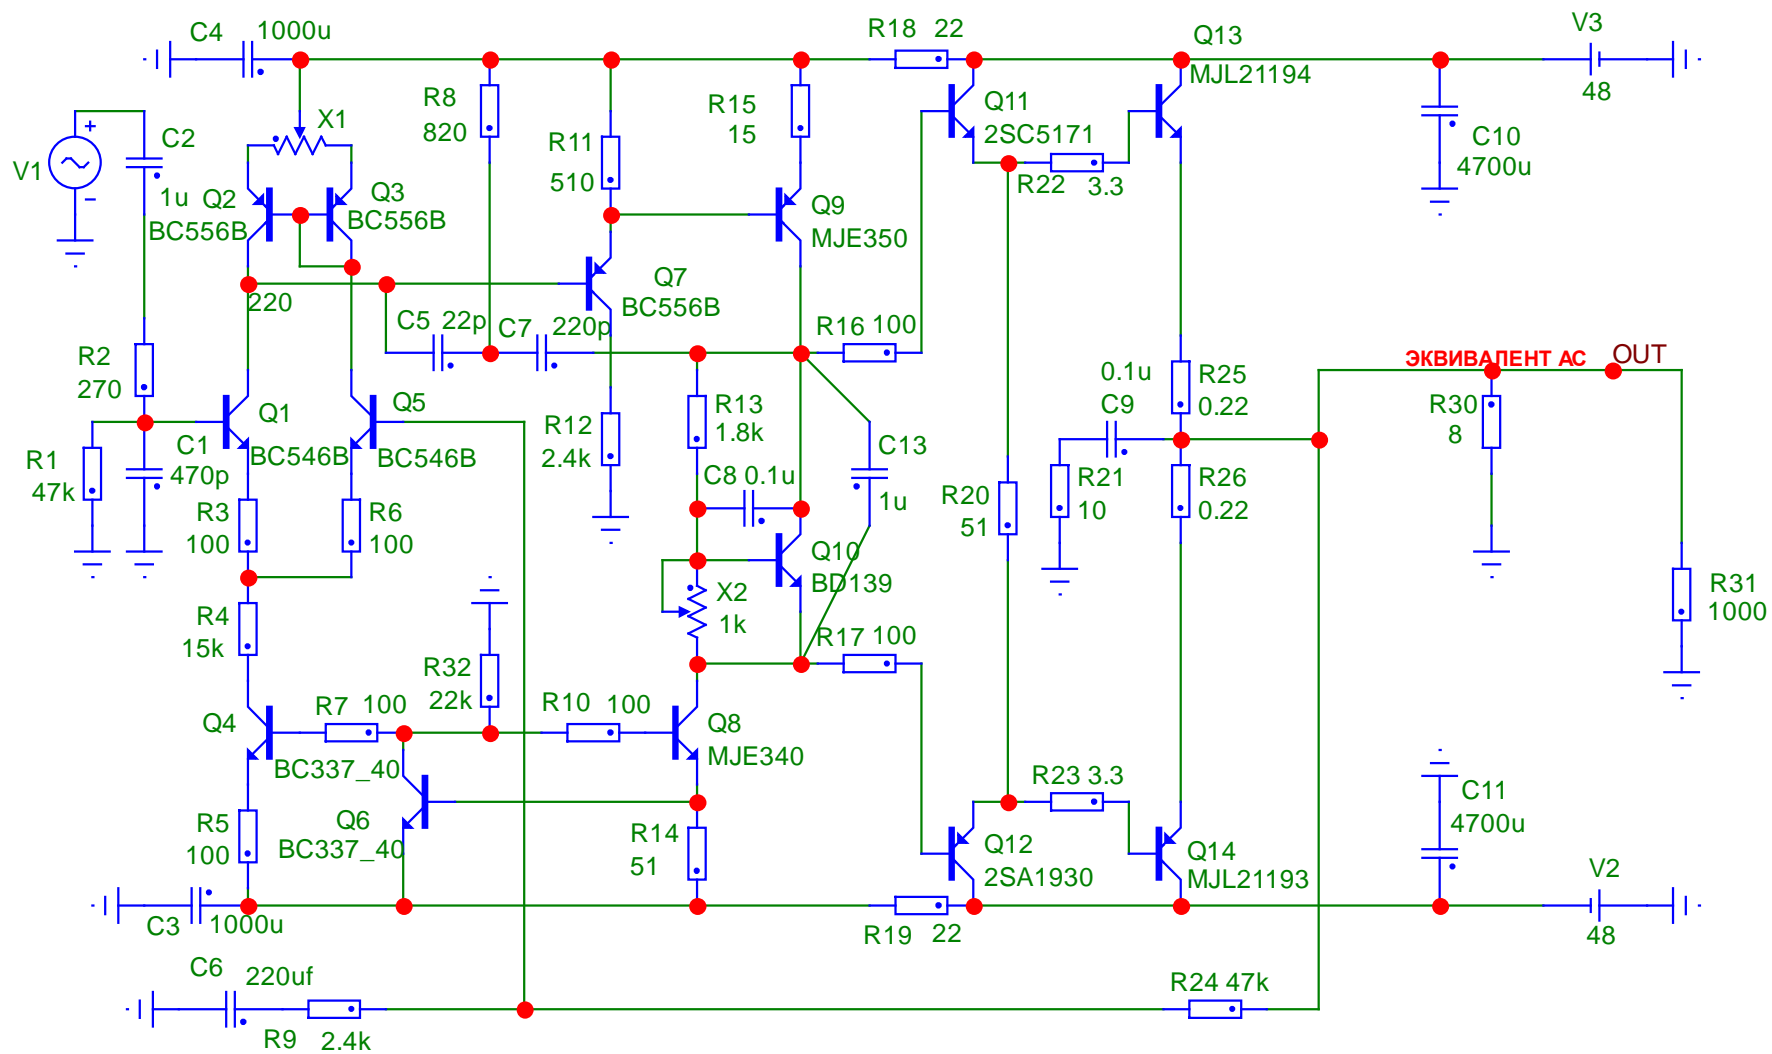 C4 1000u
R18 22
Q13
MJL21194
V3
48
R8
820
X1
R15
15
Q11
2SC5171
C2
1u
V1
+
−
R11
510
Q2
BC556B
Q3
BC556B
R22 3.3
C10
4700u
Q9
MJE350
Q7
BC556B
220
C5 22p
C7 220p
R16 100
R2
270
ЭКВИВАЛЕНТ АС
OUT
0.1u
C9
R25
0.22
R30
8
Q1
BC546B
Q5
BC546B
R13
1.8k
R12
2.4k
C13
1u
R1
47k
C1
470p
C8 0.1u
R20
51
R21
10
R26
0.22
R3
100
R6
100
Q10
BD139
X2
1k
R31
1000
R4
15k
R17 100
R32
22k
Q4
BC337_40
R7 100
R10 100
Q8
MJE340
R23 3.3
C11
4700u
R5
100
Q6
BC337_40
R14
51
Q12
2SA1930
Q14
MJL21193
V2
48
C3 1000u
R19 22
C6 220uf
R24 47k
R9 2.4k